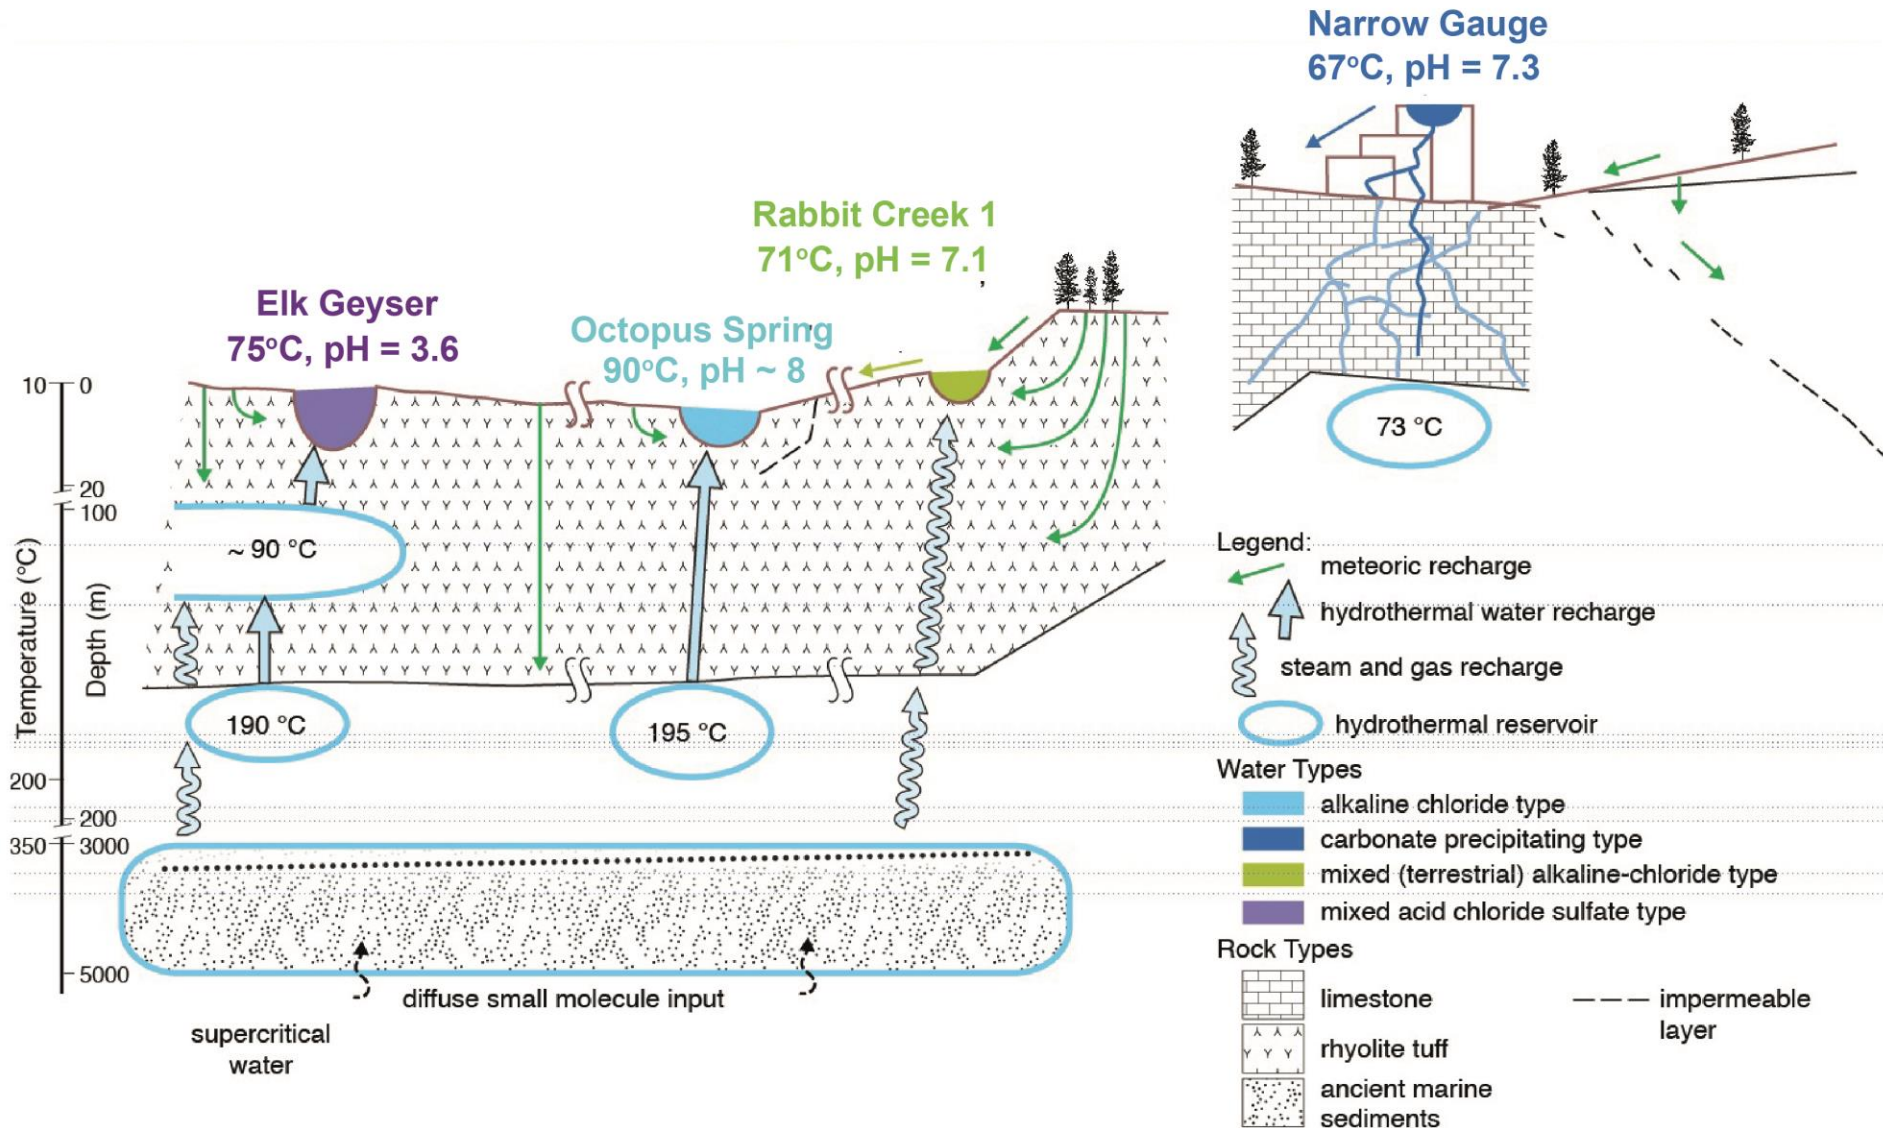 Narrow Gauge
67°C, pH = 7.3
Rabbit Creek 1
71°C, pH = 7.1
Elk Geyser
75°C, pH = 3.6
Octopus Spring
90°C, pH ~ 8
10
0
20
100
200
200
350
3000
5000
Temperature (°C)
Depth (m)
~ 90 °C
190 °C
195 °C
73 °C
diffuse small molecule input
supercritical
water
Legend:
meteoric recharge
hydrothermal water recharge
steam and gas recharge
hydrothermal reservoir
Water Types
alkaline chloride type
carbonate precipitating type
mixed (terrestrial) alkaline-chloride type
mixed acid chloride sulfate type
Rock Types
limestone
rhyolite tuff
ancient marine
sediments
impermeable
layer